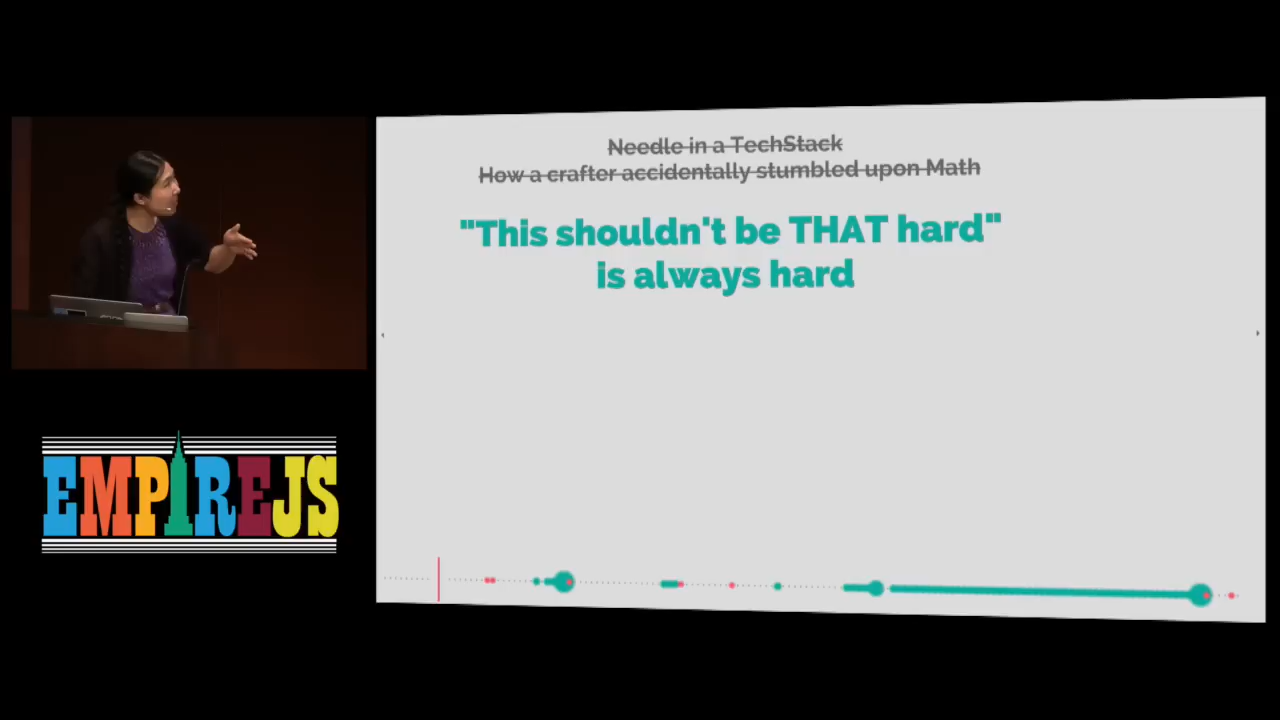 Needle in a TechStack
How a crafter accidentally stumbled upon Math
"This shouldn't be THAT hard"
is always hard
EMPIREJS